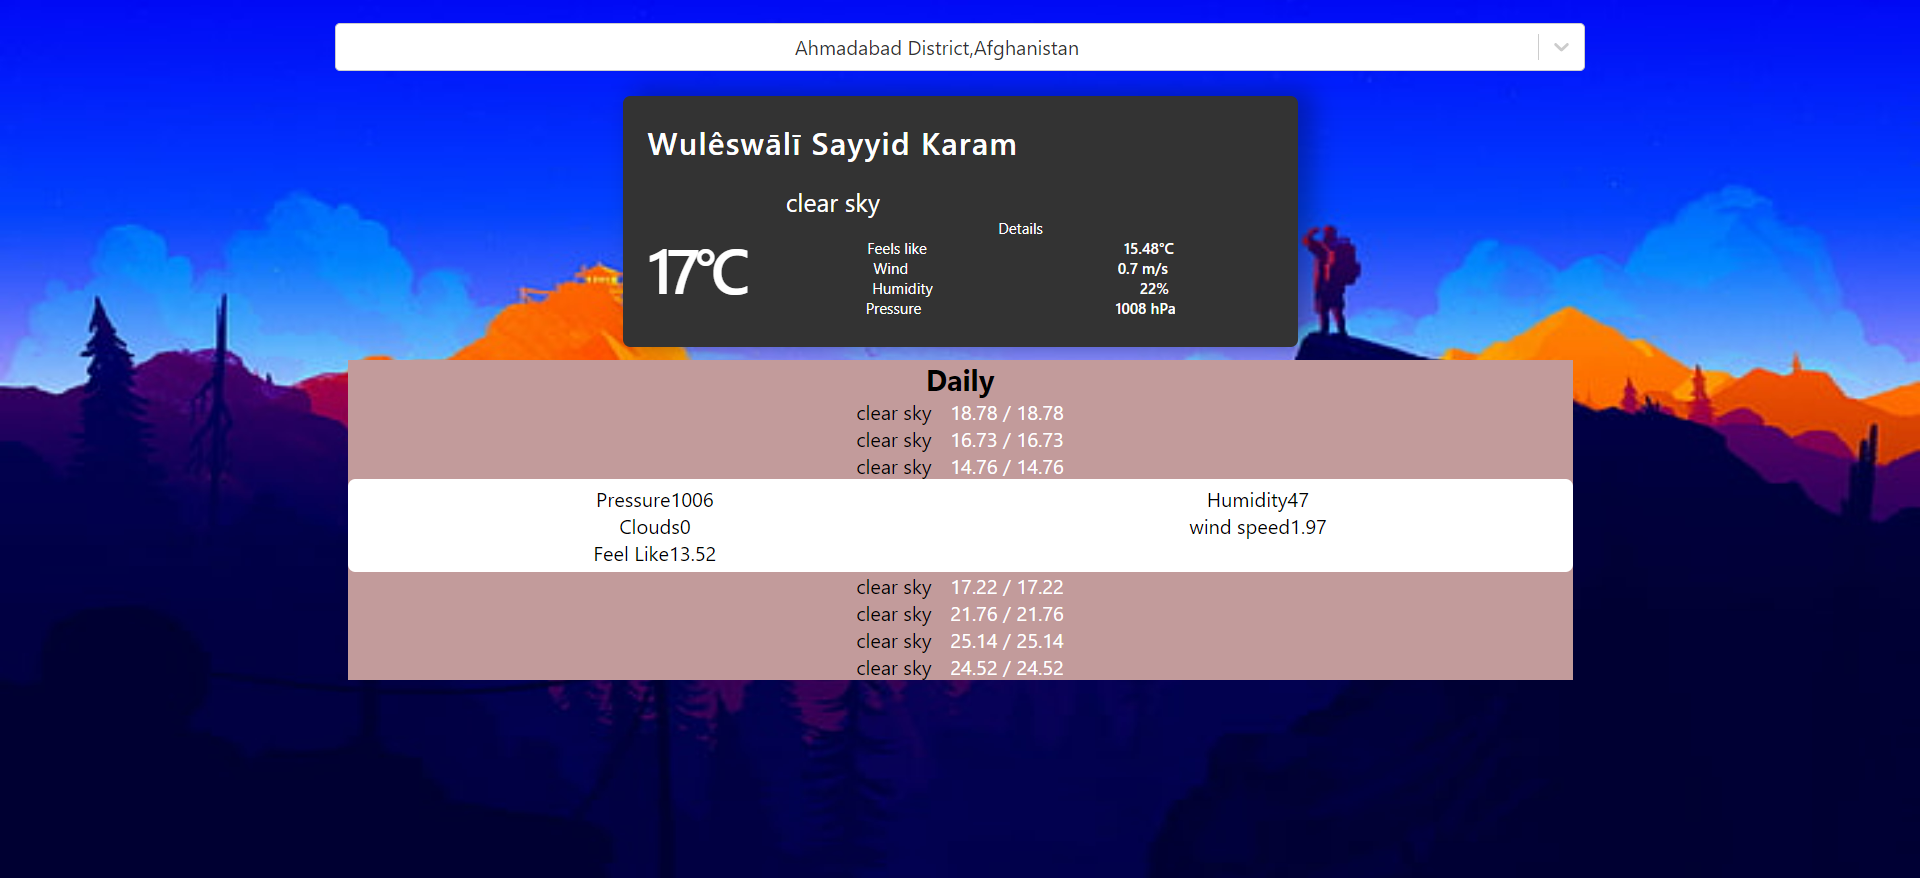 Ahmadabad District,Afghanistan
Wulêswālī Sayyid Karam
clear sky
17°C
Details
Feels like 15.48°C
Wind 0.7 m/s
Humidity 22%
Pressure 1008 hPa
Daily
clear sky 18.78 / 18.78
clear sky 16.73 / 16.73
clear sky 14.76 / 14.76
Pressure1006 Humidity47
Clouds0 wind speed1.97
Feel Like13.52
clear sky 17.22 / 17.22
clear sky 21.76 / 21.76
clear sky 25.14 / 25.14
clear sky 24.52 / 24.52